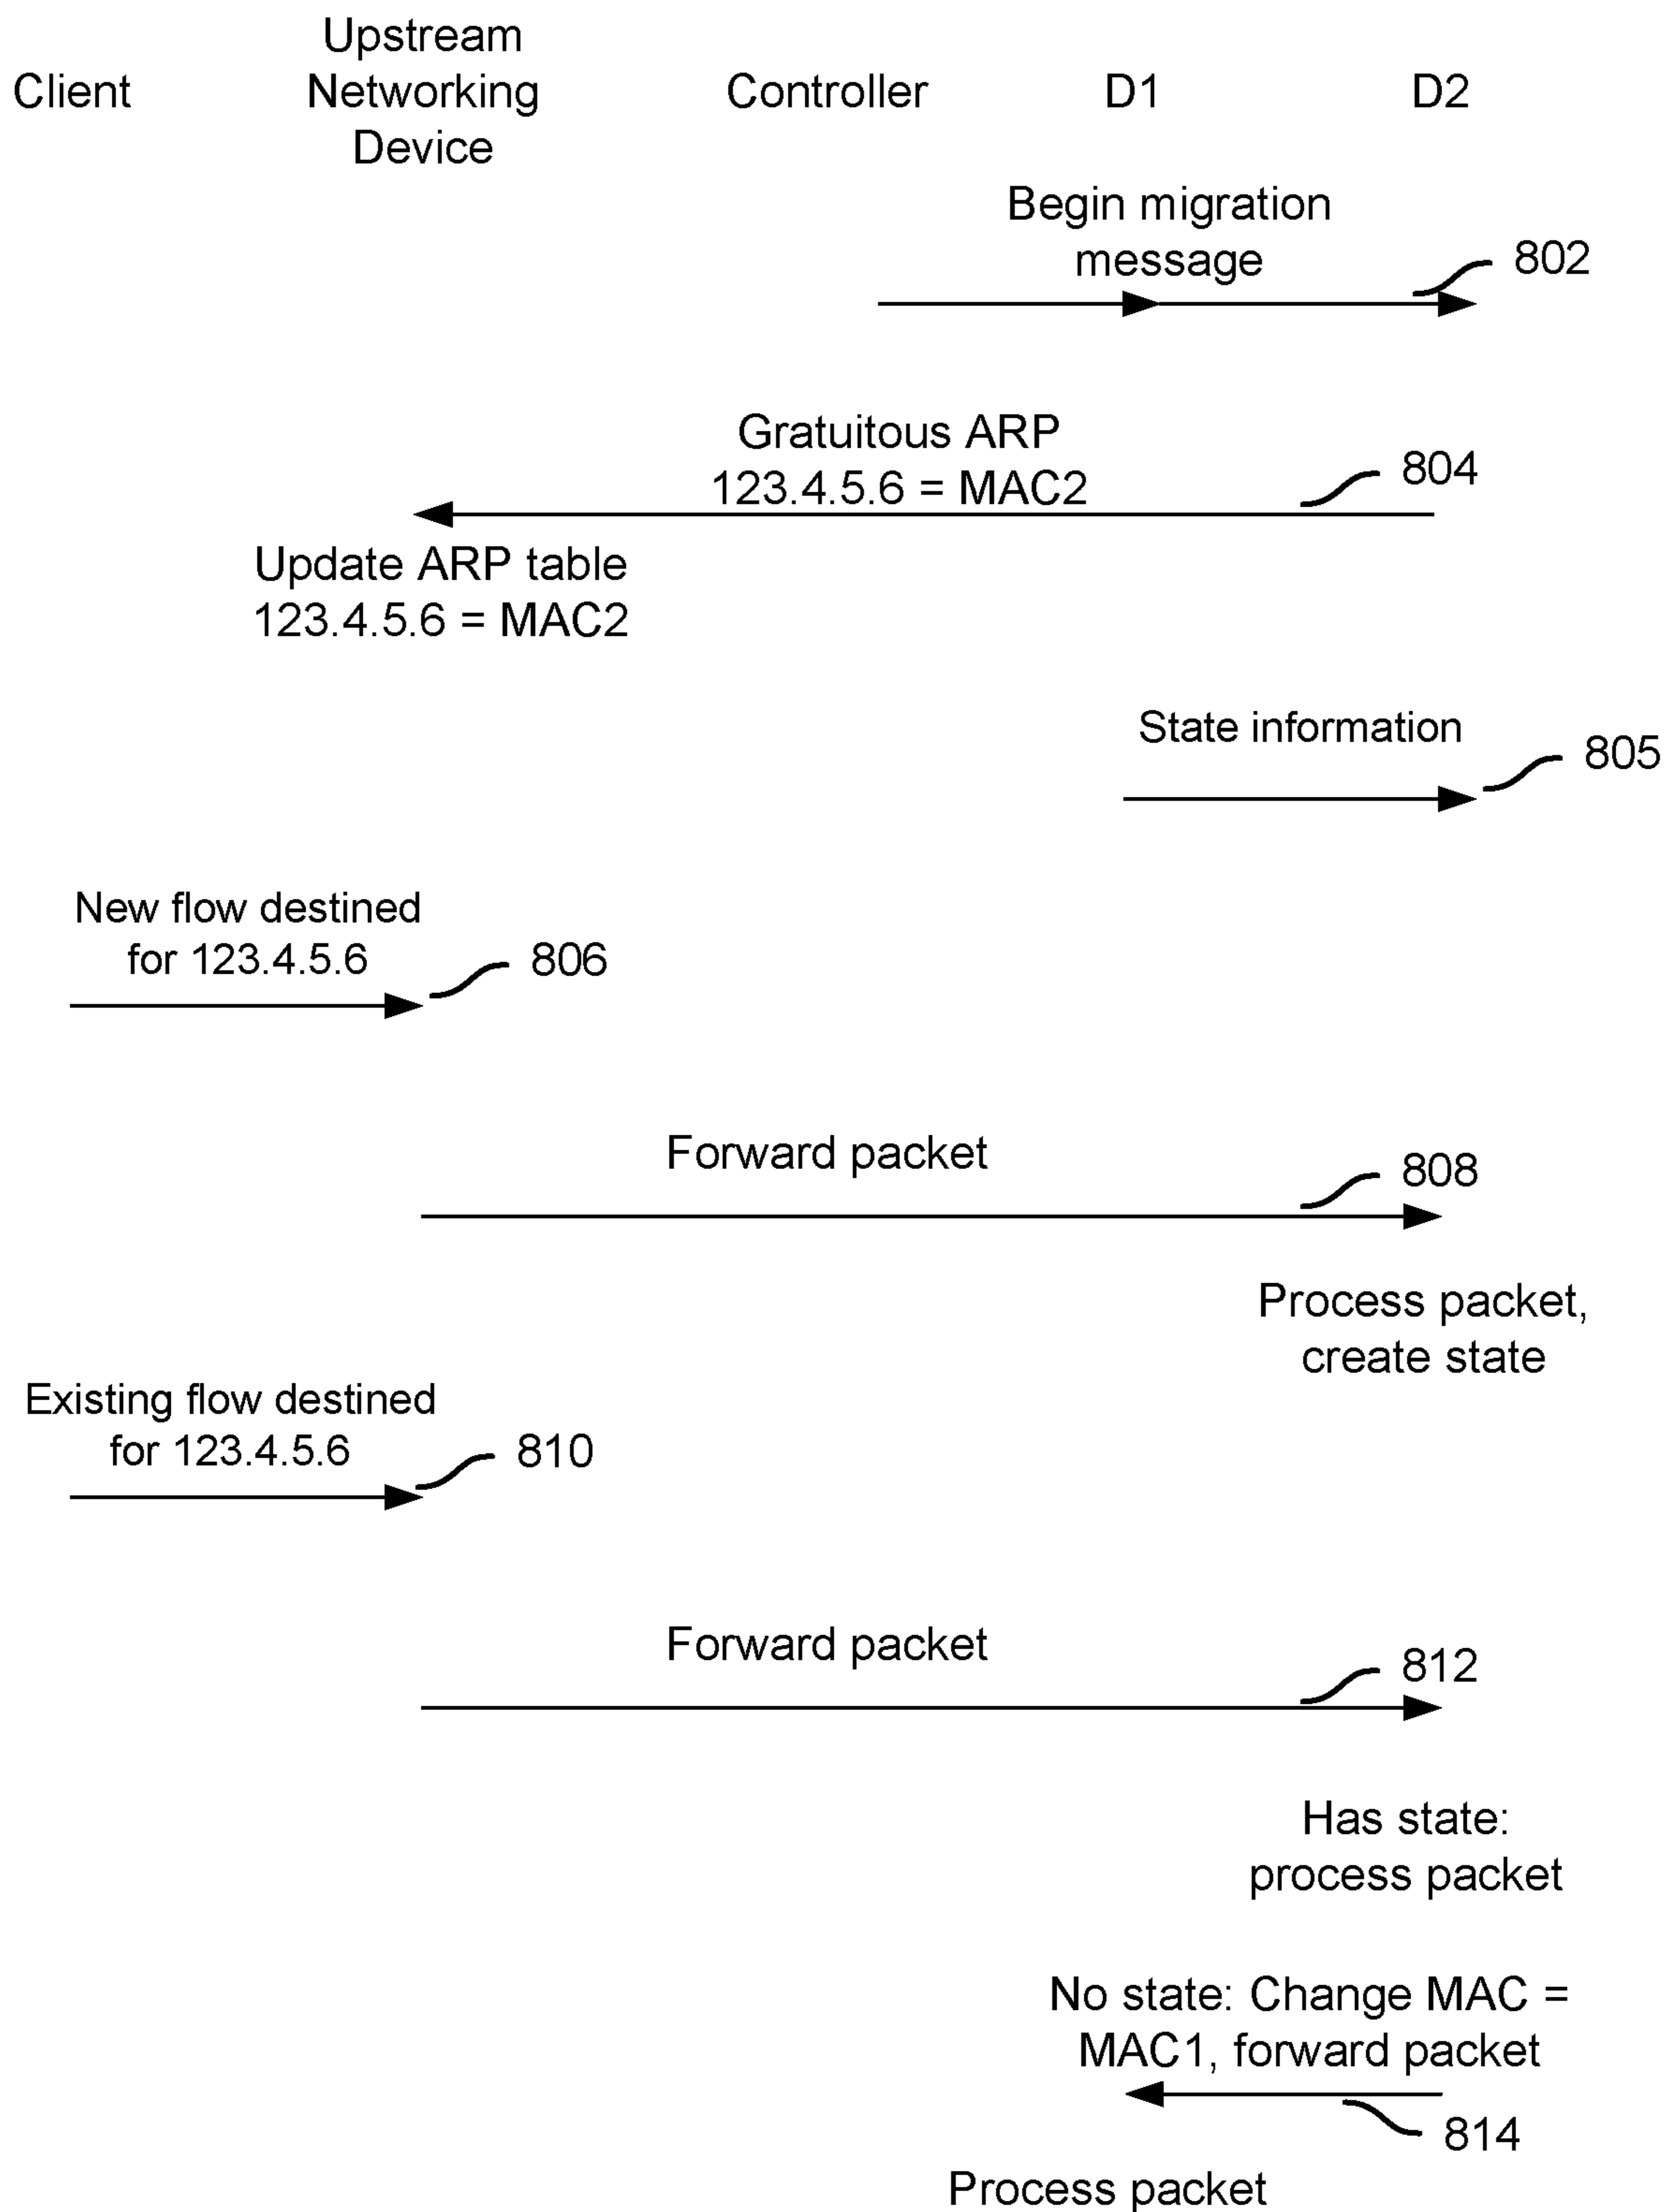 Client
Upstream
Networking
Device
Controller
D1
D2
Begin migration
message
802
Gratuitous ARP
123.4.5.6 = MAC2
804
Update ARP table
123.4.5.6 = MAC2
State information
805
New flow destined
for 123.4.5.6
806
Forward packet
808
Process packet,
create state
Existing flow destined
for 123.4.5.6
810
Forward packet
812
Has state:
process packet
No state: Change MAC =
MAC1, forward packet
814
Process packet